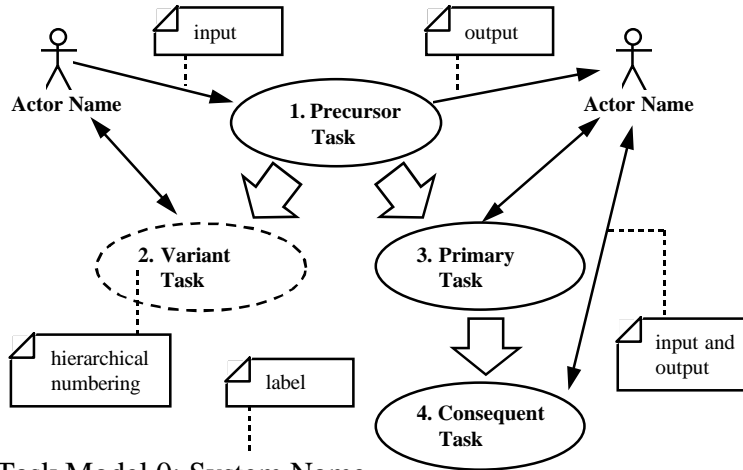 input
output
Actor Name
Actor Name
1. Precursor
Task
2. Variant
Task
3. Primary
Task
hierarchical
numbering
label
input and
output
4. Consequent
Task
Task Model 0: System Name